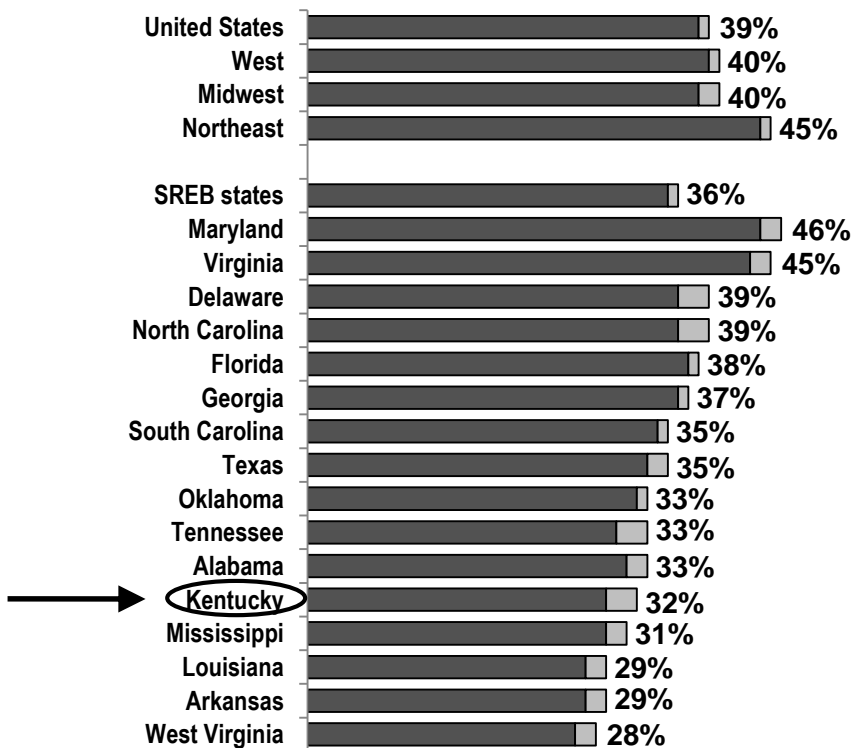 United States 39%
West 40%
Midwest 40%
Northeast 45%
SREB states 36%
Maryland 46%
Virginia 45%
Delaware 39%
North Carolina 39%
Florida 38%
Georgia 37%
South Carolina 35%
Texas 35%
Oklahoma 33%
Tennessee 33%
Alabama 33%
Kentucky 32%
Mississippi 31%
Louisiana 29%
Arkansas 29%
West Virginia 28%